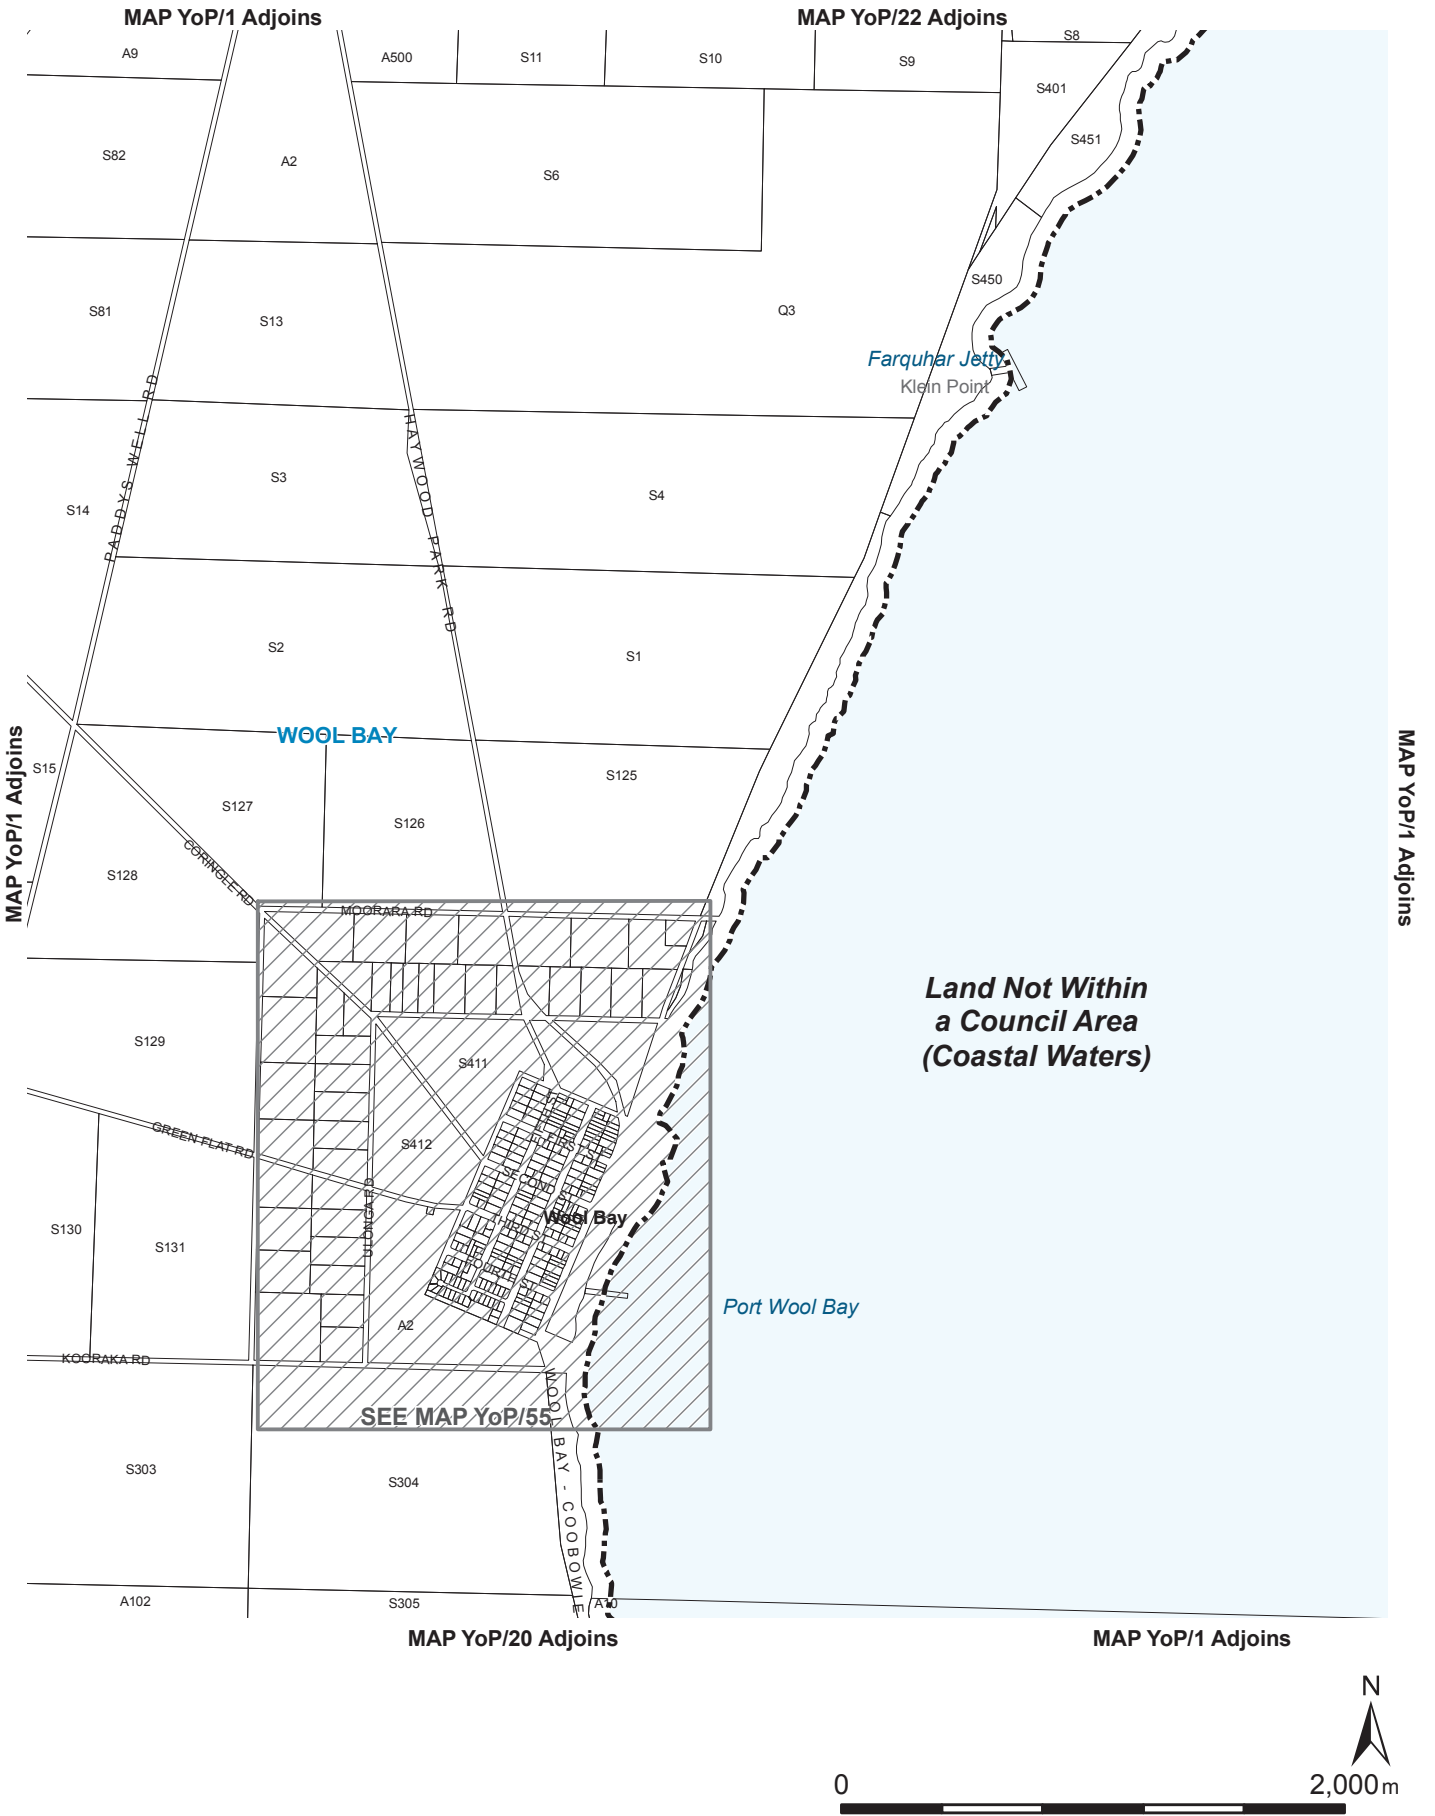 MAP YoP/1 Adjoins
MAP YoP/22 Adjoins
A9
A500
S11
S10
S9
S8
S401
S451
S82
A2
S6
S450
S81
S13
Q3
Farquhar Jetty
Klein Point
PADDYS WELL RD
HAYWOOD PARK RD
S3
S4
S14
S2
S1
WOOL BAY
MAP YoP/1 Adjoins
MAP YoP/1 Adjoins
S15
S127
S126
S125
S128
CORINGLE RD
MOORARA RD
Land Not Within
a Council Area
(Coastal Waters)
S129
S411
S412
GREEN FLAT RD
SECOND ST
ULONGA RD
Wool Bay
S130
S131
Port Wool Bay
A2
KOORAKA RD
SEE MAP YoP/55
WOOL BAY - COOBOWIE
S303
S304
A102
S305
A10
MAP YoP/20 Adjoins
MAP YoP/1 Adjoins
N
0
2,000 m